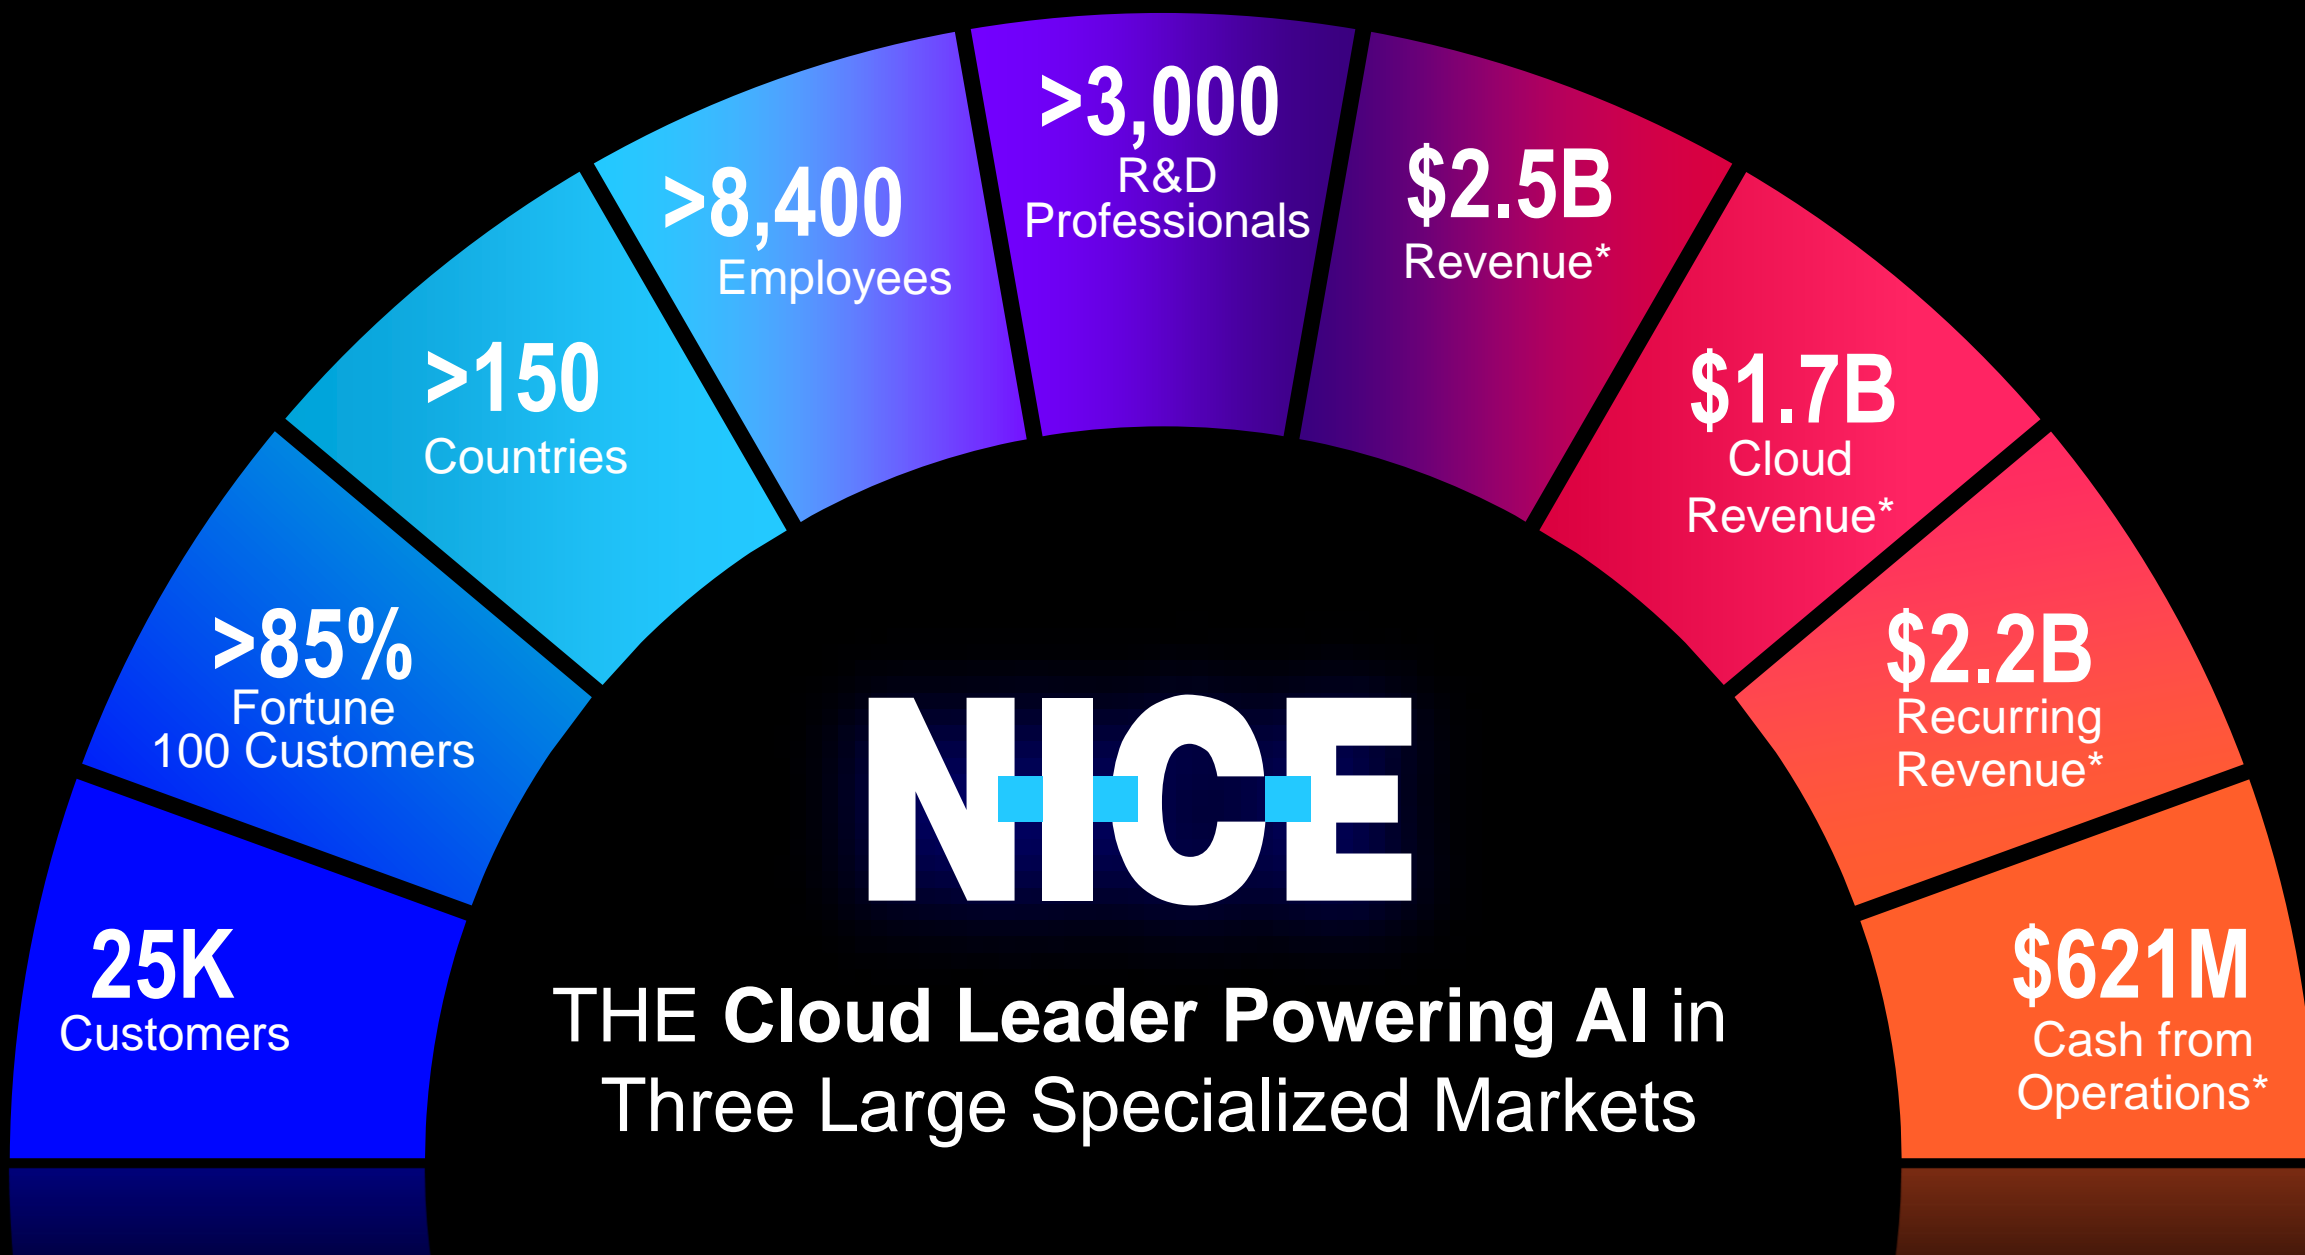 25K
Customers
>85%
Fortune
100 Customers
>150
Countries
>8,400
Employees
>3,000
R&D
Professionals
$2.5B
Revenue*
$1.7B
Cloud
Revenue*
$2.2B
Recurring
Revenue*
$621M
Cash from
Operations*
NICE
THE Cloud Leader Powering AI in
Three Large Specialized Markets